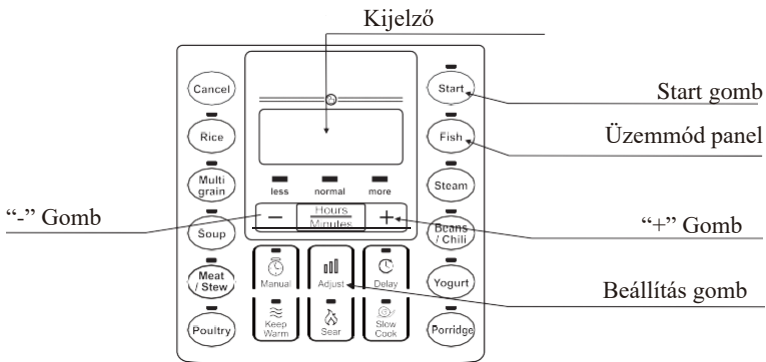 Kijelző
Cancel
Start
Start gomb
Rice
Fish
Üzemmód panel
Multi
grain
less normal more
Steam
“-” Gomb
— Hours +
Minutes
“+” Gomb
Soup
Beans
/ Chili
Meat
/ Stew
Manual Adjust Delay
Yogurt
Beállítás gomb
Poultry
Keep
Warm
Sear
Slow
Cook
Porridge